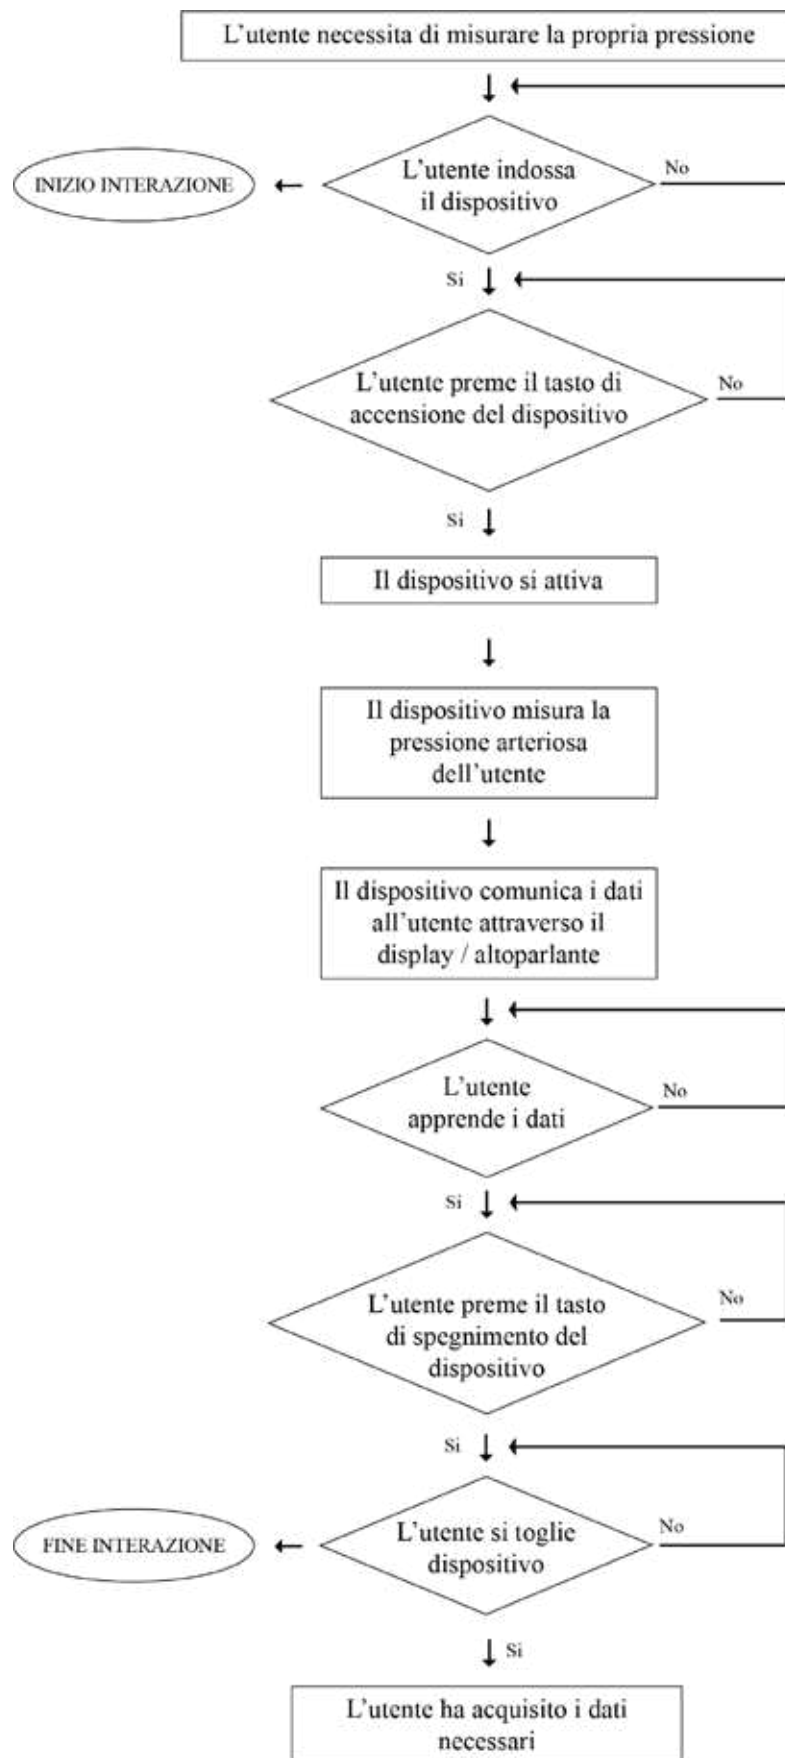 L'utente necessita di misurare la propria pressione
L'utente indossa
il dispositivo
No
INIZIO INTERAZIONE
Si
L'utente preme il tasto di
accensione del dispositivo
No
Si
Il dispositivo si attiva
Il dispositivo misura la
pressione arteriosa
dell'utente
Il dispositivo comunica i dati
all'utente attraverso il
display / altoparlante
L'utente
apprende i dati
No
Si
L'utente preme il tasto
di spegnimento del
dispositivo
No
Si
L'utente si toglie
dispositivo
No
FINE INTERAZIONE
Si
L'utente ha acquisito i dati
necessari